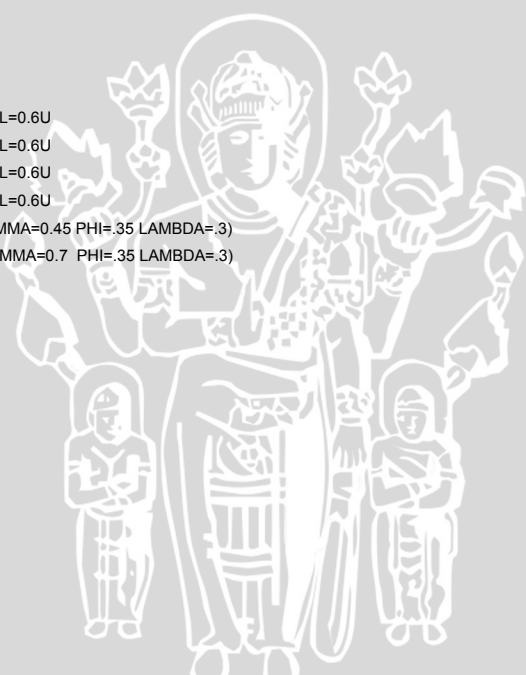 L=0.6U
L=0.6U
L=0.6U
L=0.6U
MMA=0.45 PHI=.35 LAMBDA=.3)
MMA=0.7 PHI=.35 LAMBDA=.3)